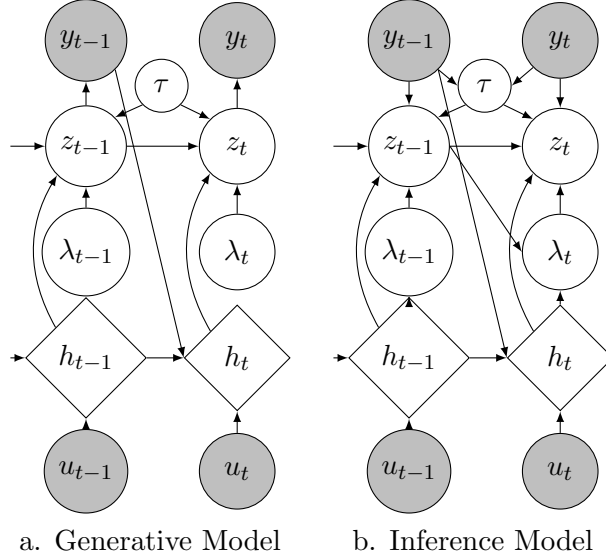 y_{t−1} y_t y_{t−1} y_t
τ τ
z_{t−1} z_t z_{t−1} z_t
λ_{t−1} λ_t λ_{t−1} λ_t
h_{t−1} h_t h_{t−1} h_t
u_{t−1} u_t u_{t−1} u_t
a. Generative Model b. Inference Model